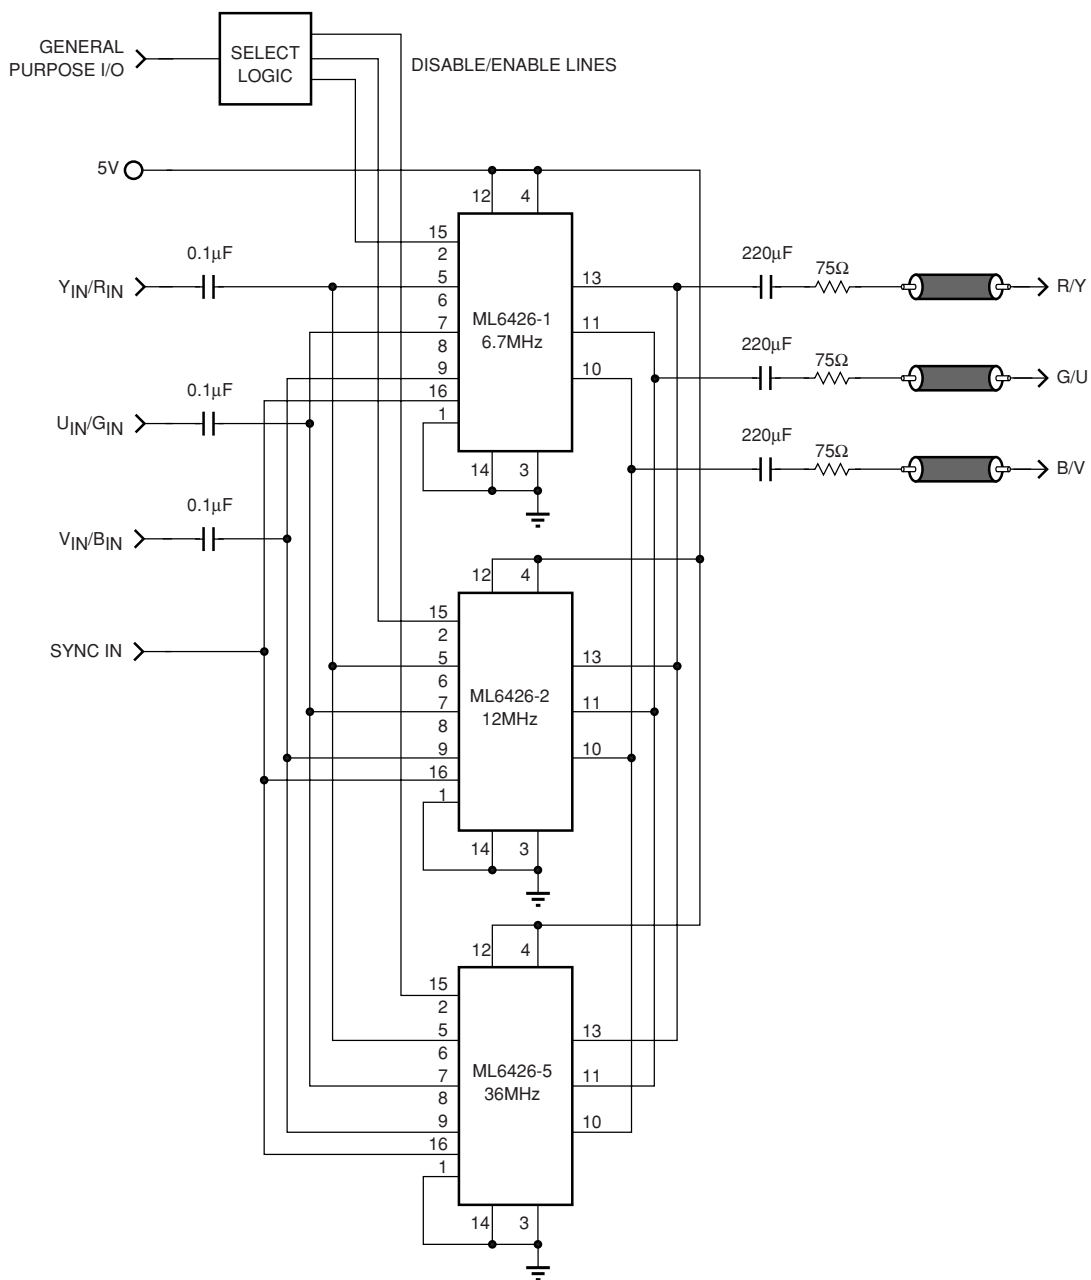 GENERAL
PURPOSE I/O
SELECT
LOGIC
DISABLE/ENABLE LINES
5V
12 4
15
2
5
6
7
8
9
16
1
ML6426-1
6.7MHz
13
11
10
14 3
0.1µF
YIN/RIN
0.1µF
UIN/GIN
0.1µF
VIN/BIN
SYNC IN
220µF
75Ω
R/Y
220µF
75Ω
G/U
220µF
75Ω
B/V
12 4
15
2
5
6
7
8
9
16
1
ML6426-2
12MHz
13
11
10
14 3
12 4
15
2
5
6
7
8
9
16
1
ML6426-5
36MHz
13
11
10
14 3